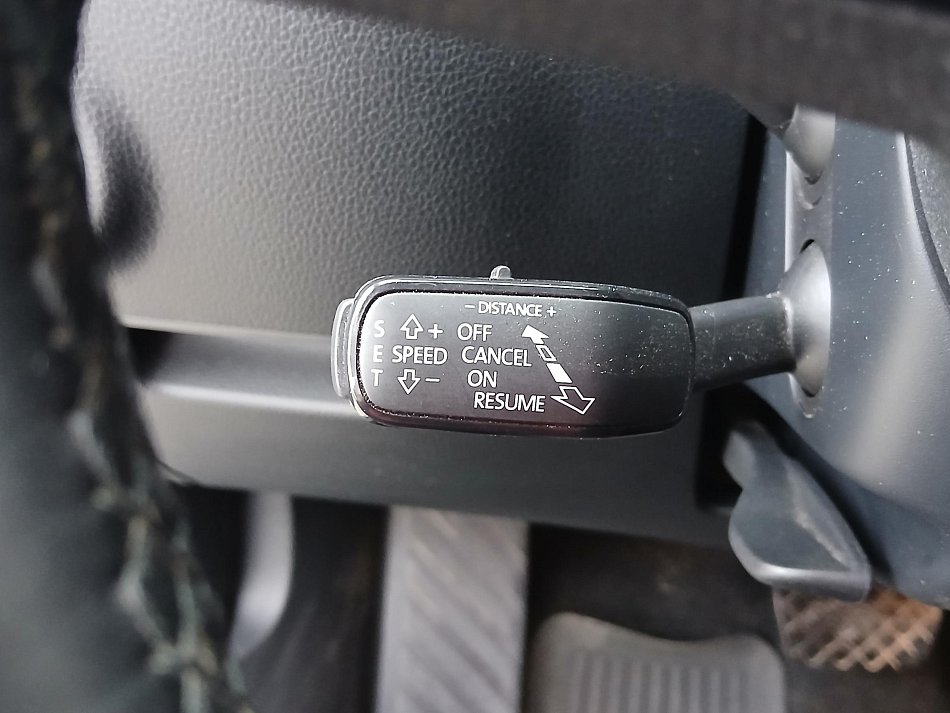 – DISTANCE +
S
E
T
+
SPEED
–
OFF
CANCEL
ON
RESUME